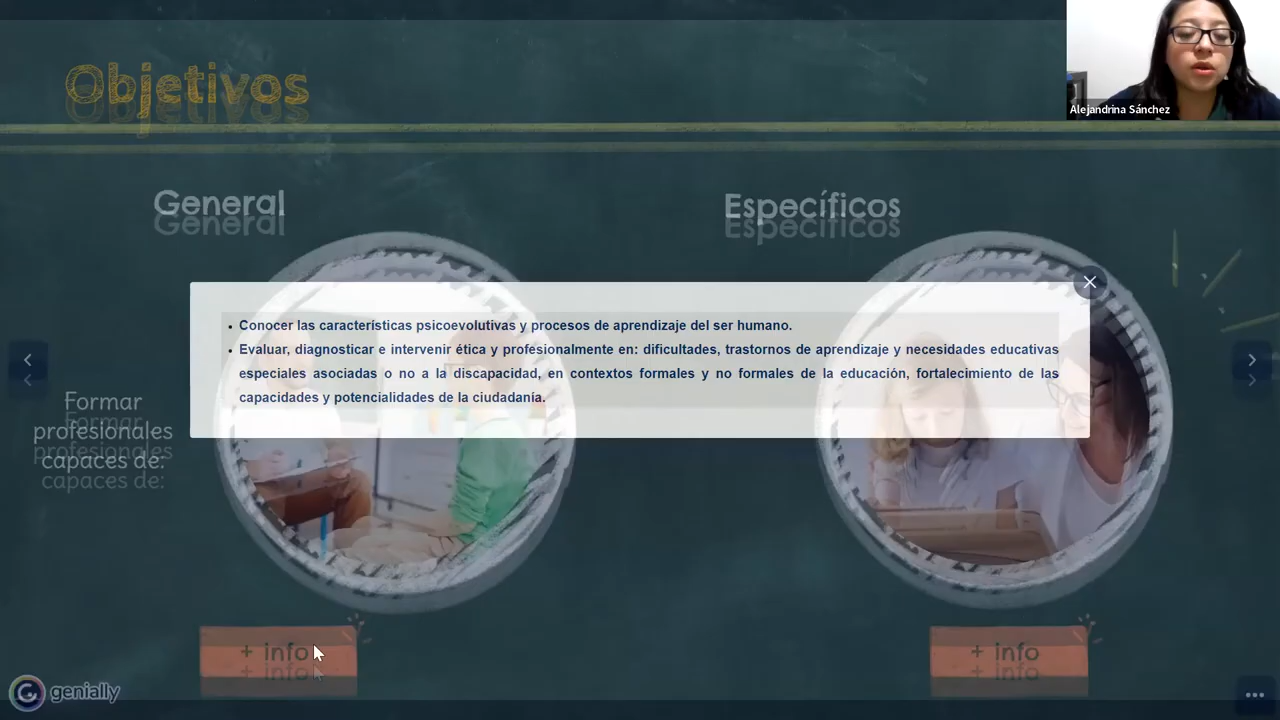 Alejandrina Sánchez
Objetivos
General
Específicos
• Conocer las características psicoevolutivas y procesos de aprendizaje del ser humano.
• Evaluar, diagnosticar e intervenir ética y profesionalmente en: dificultades, trastornos de aprendizaje y necesidades educativas
especiales asociadas o no a la discapacidad, en contextos formales y no formales de la educación, fortalecimiento de las
capacidades y potencialidades de la ciudadanía.
Formar
profesionales
capaces de:
+ info
+ info
genially